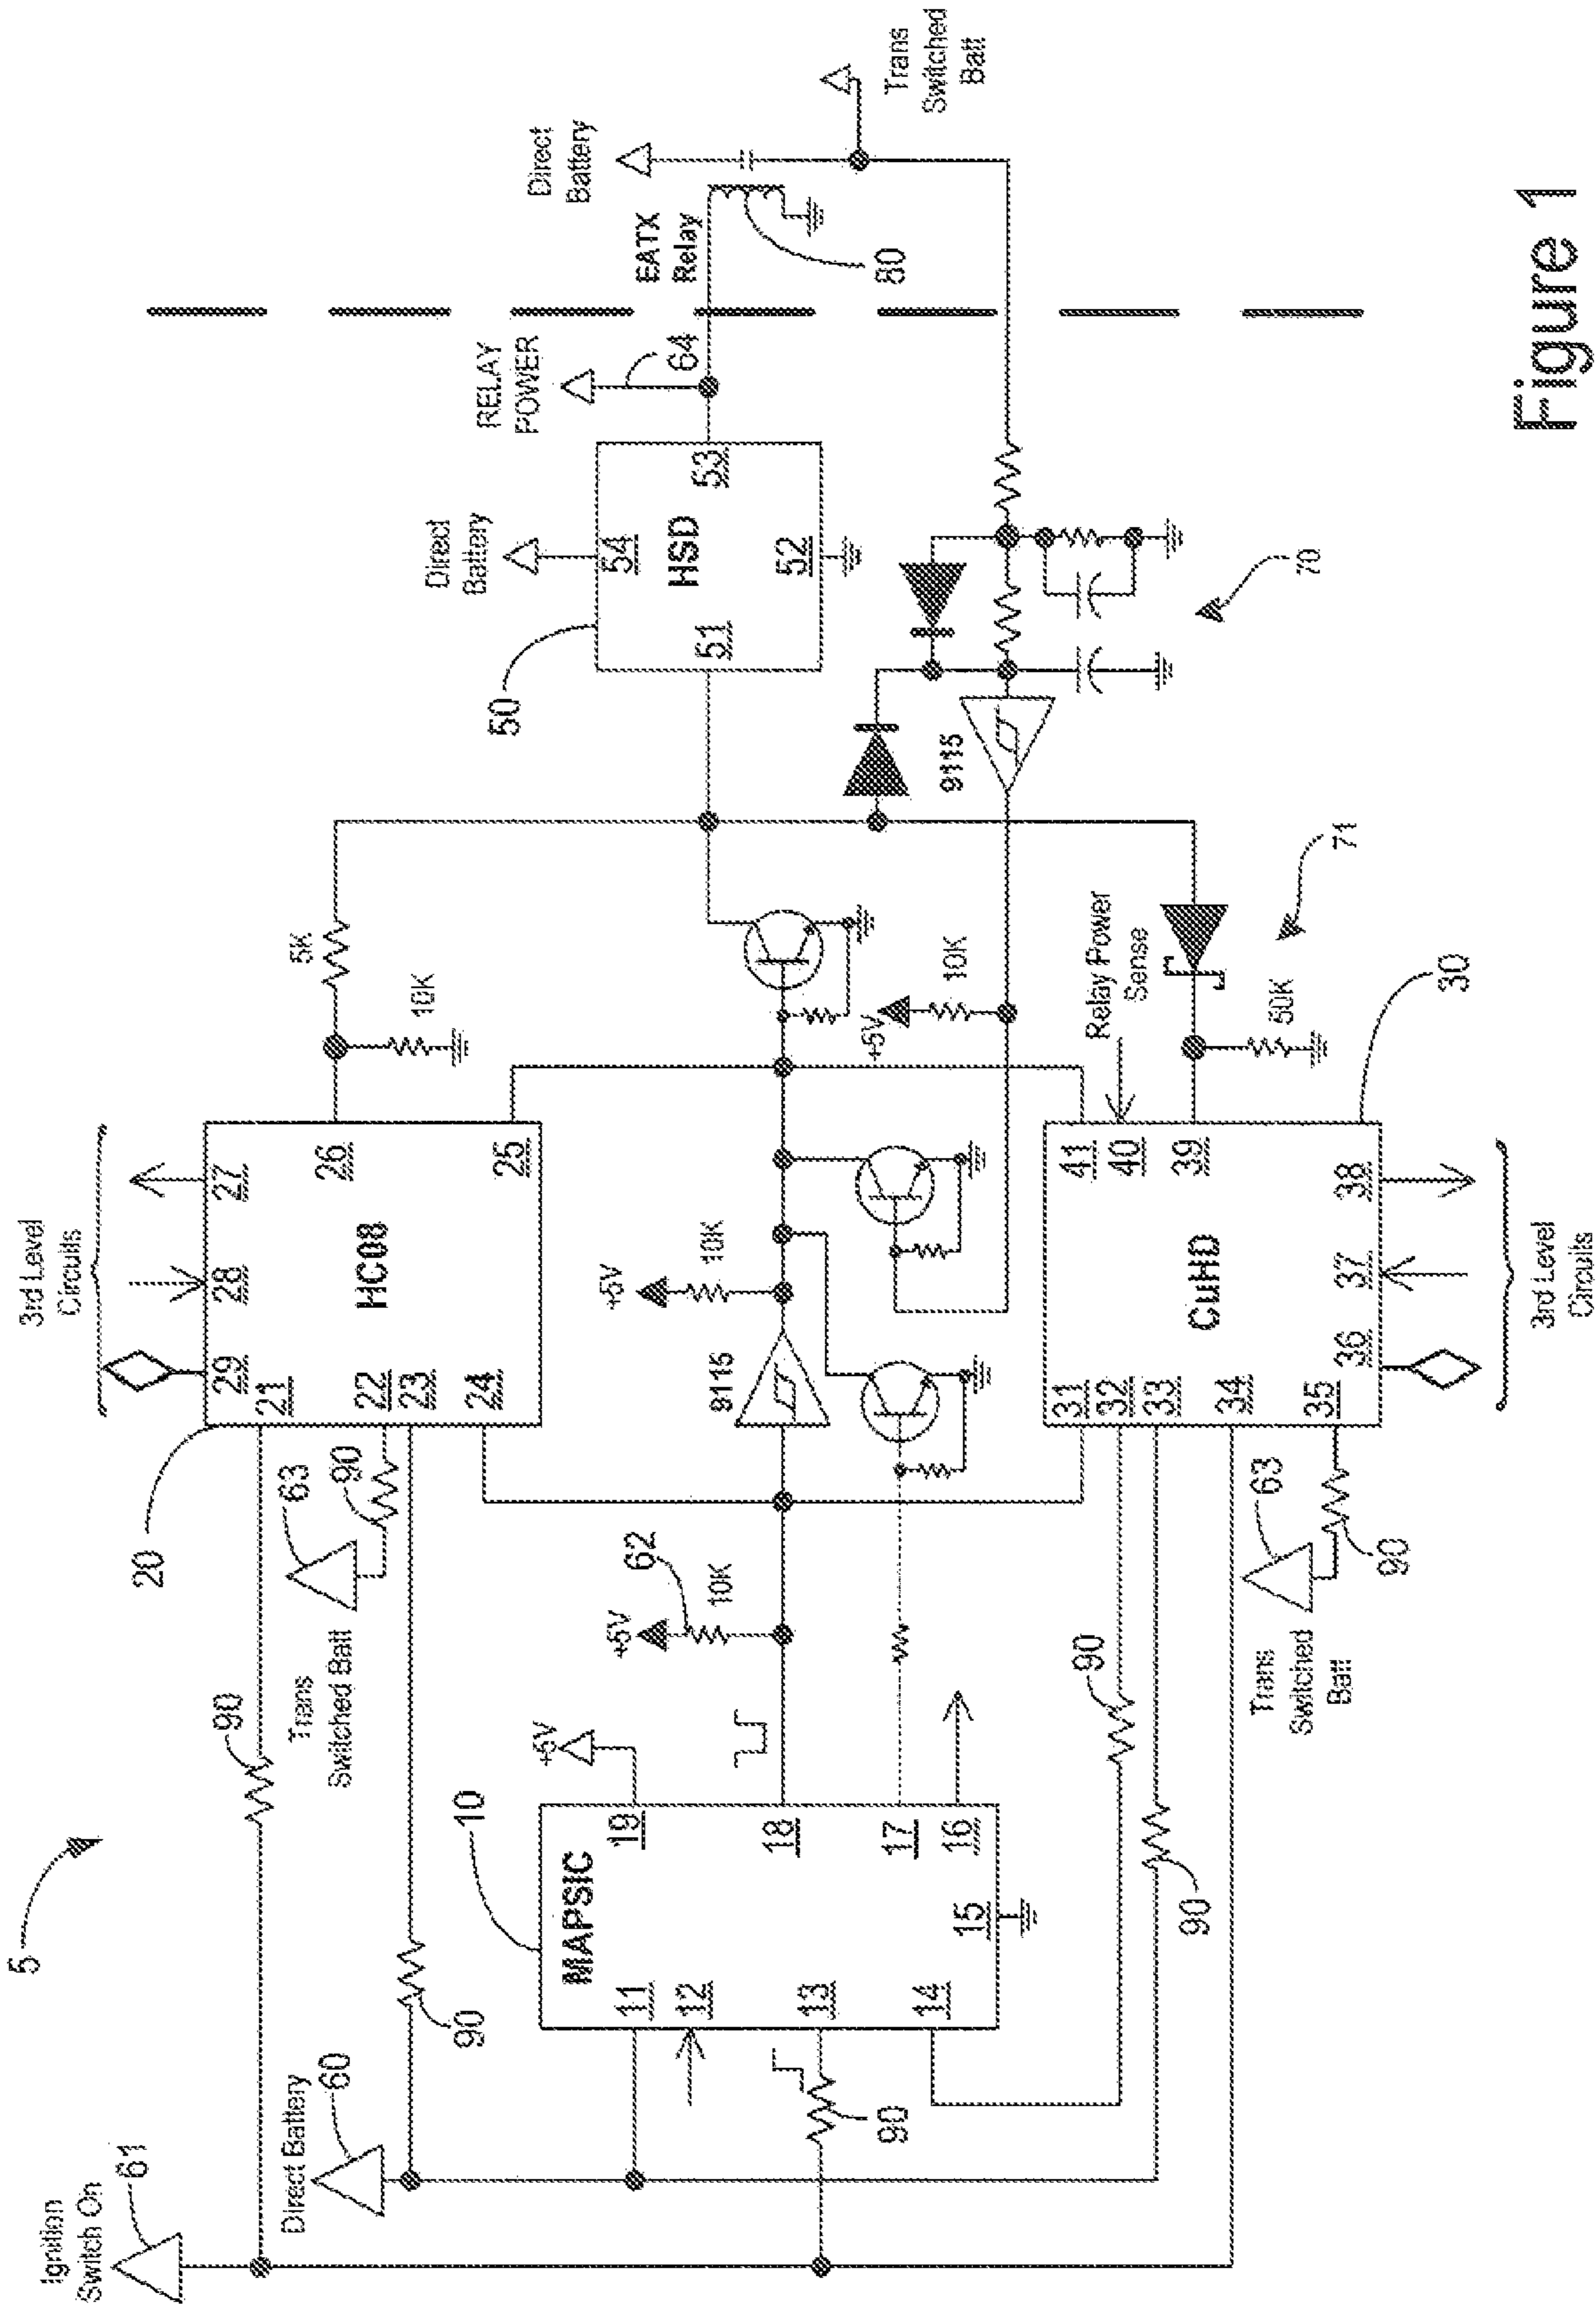 Ignition
Switch On
61
5
3rd Level
Circuits
20
29
28
27
21
HC08
26
22
23
24
25
5K
10K
90
Trans
Switched Batt
63
90
Direct Battery
60
90
Direct
Battery
RELAY
POWER
64
Direct
Battery
50
54
HSD
51
53
52
EATX
Relay
80
Trans
Switched
Batt
10
MAPSIC
+5V
19
11
12
13
14
15
16
17
18
90
+5V
62
10K
+5V
10K
9115
+5V
10K
9115
70
71
Relay Power
Sense
50K
90
90
Trans
Switched
Batt
63
90
31
32
33
34
35
CuHD
41
40
39
36
37
38
30
3rd Level
Circuits
Figure 1